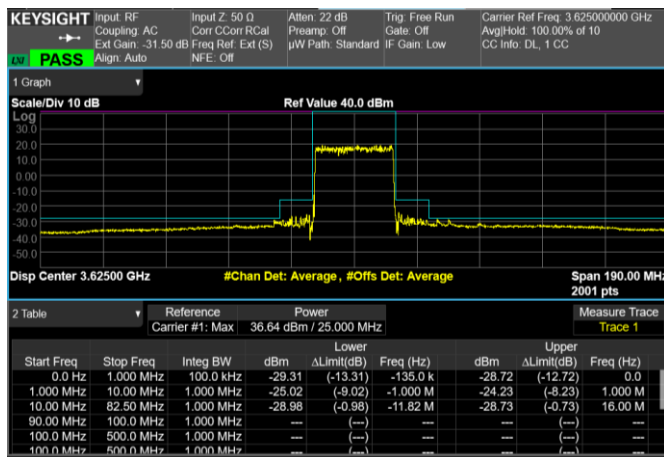 KEYSIGHT Input: RF Input Z: 50 Ω Atten: 22 dB Trig: Free Run Carrier Ref Freq: 3.625000000 GHz
Coupling: AC Corr CCorr RCal Preamp: Off Gate: Off Avg|Hold: 100.00% of 10
Ext Gain: -31.50 dB Freq Ref: Ext (S) µW Path: Standard IF Gain: Low CC Info: DL, 1 CC
LXI PASS Align: Auto NFE: Off
1 Graph
Scale/Div 10 dB Ref Value 40.0 dBm
Log
30.0
20.0
10.0
0.00
-10.0
-20.0
-30.0
-40.0
-50.0
Disp Center 3.62500 GHz #Chan Det: Average, #Offs Det: Average Span 190.00 MHz
2001 pts
2 Table Reference Power Measure Trace
Carrier #1: Max 36.64 dBm / 25.000 MHz Trace 1
Lower Upper
Start Freq Stop Freq Integ BW dBm ΔLimit(dB) Freq (Hz) dBm ΔLimit(dB) Freq (Hz)
0.0 Hz 1.000 MHz 100.0 kHz -29.31 (-13.31) -135.0 k -28.72 (-12.72) 0.0
1.000 MHz 10.00 MHz 1.000 MHz -25.02 (-9.02) -1.000 M -24.23 (-8.23) 1.000 M
10.00 MHz 82.50 MHz 1.000 MHz -28.98 (-0.98) -11.82 M -28.73 (-0.73) 16.00 M
90.00 MHz 100.0 MHz 1.000 MHz --- (---) --- --- (---) ---
100.0 MHz 500.0 MHz 1.000 MHz --- (---) --- --- (---) ---
100.0 MHz 500.0 MHz 1.000 MHz --- (---) --- --- (---) ---